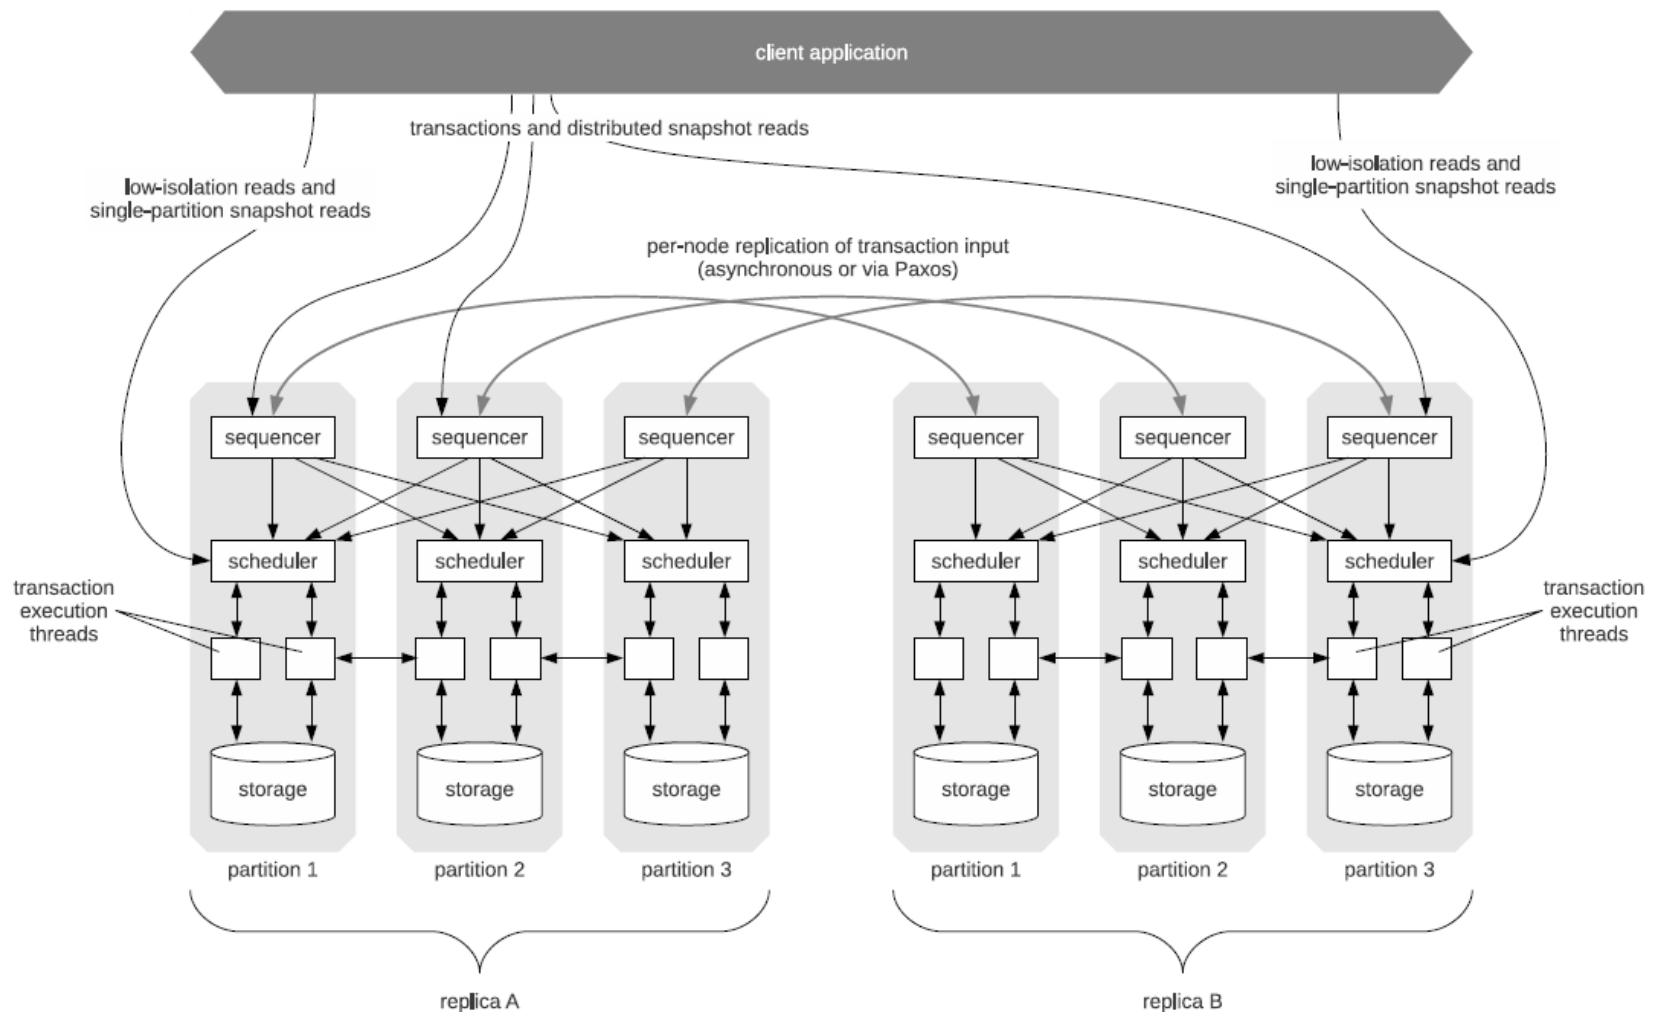 client application
transactions and distributed snapshot reads
low-isolation reads and
single-partition snapshot reads
low-isolation reads and
single-partition snapshot reads
per-node replication of transaction input
(asynchronous or via Paxos)
sequencer
sequencer
sequencer
sequencer
sequencer
sequencer
scheduler
scheduler
scheduler
scheduler
scheduler
scheduler
transaction
execution
threads
transaction
execution
threads
storage
storage
storage
storage
storage
storage
partition 1
partition 2
partition 3
partition 1
partition 2
partition 3
replica A
replica B